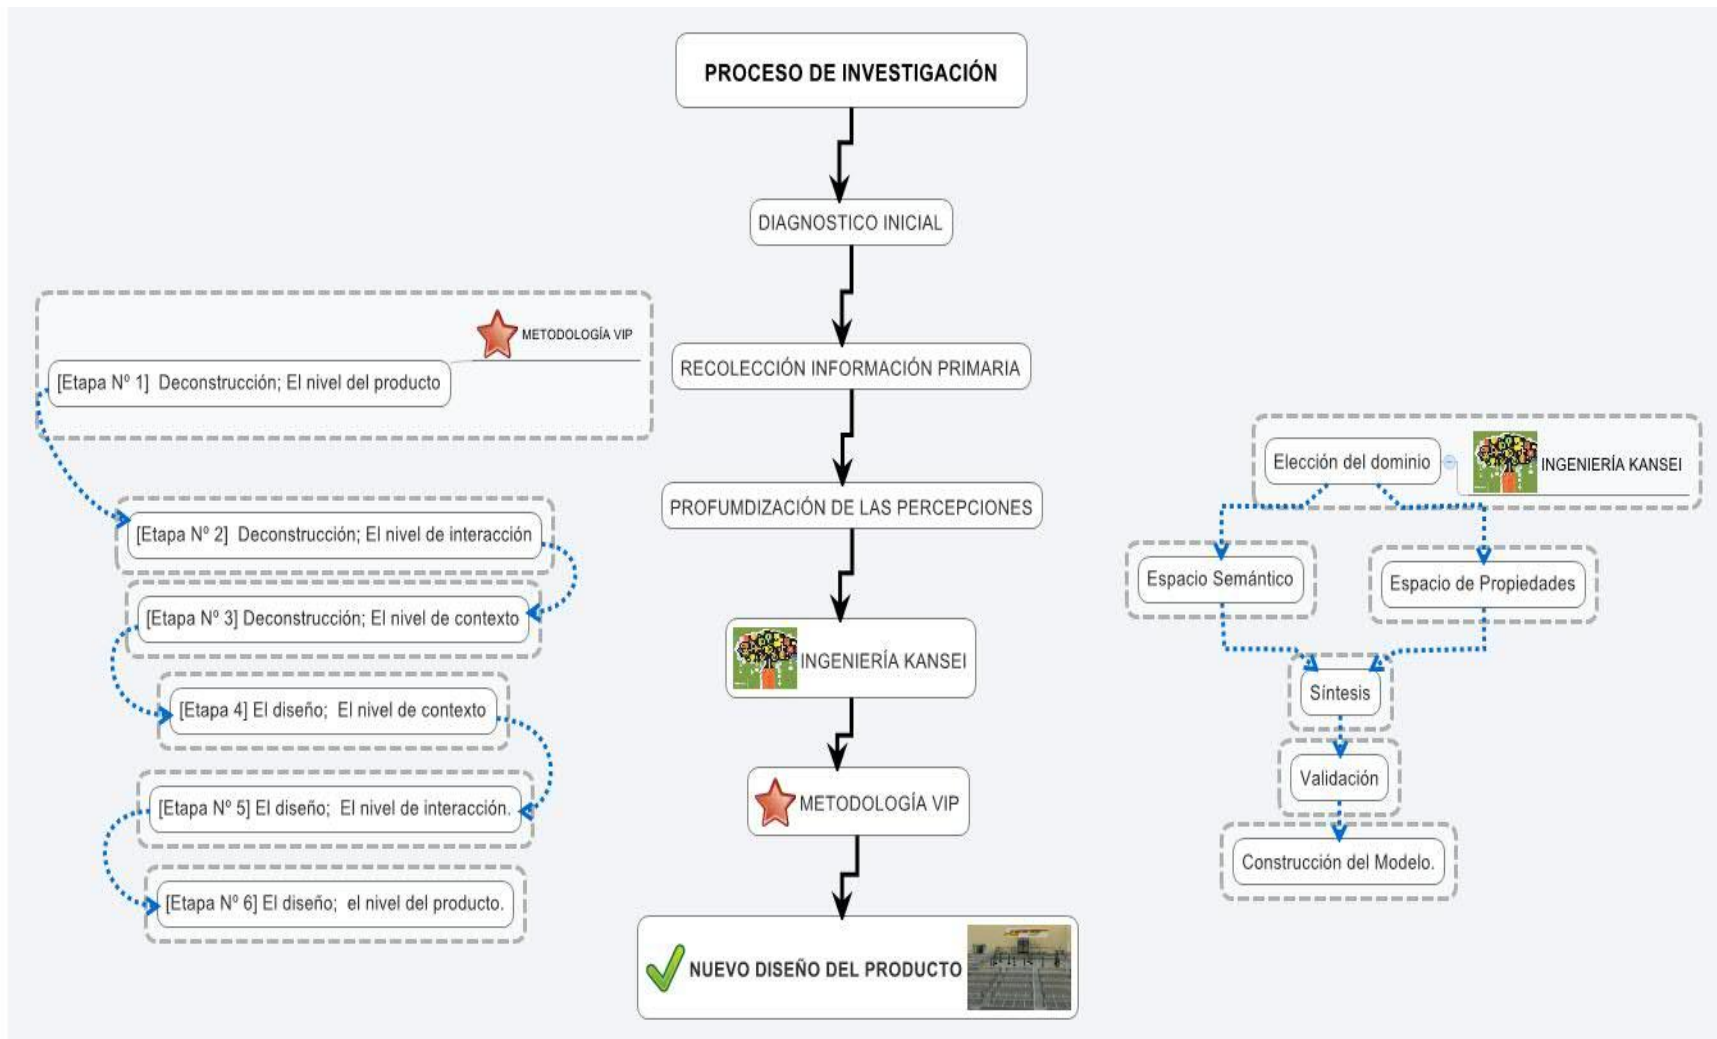 PROCESO DE INVESTIGACIÓN
DIAGNOSTICO INICIAL
RECOLECCIÓN INFORMACIÓN PRIMARIA
PROFUMDIZACIÓN DE LAS PERCEPCIONES
INGENIERÍA KANSEI
METODOLOGÍA VIP
NUEVO DISEÑO DEL PRODUCTO
METODOLOGÍA VIP
[Etapa Nº 1] Deconstrucción; El nivel del producto
[Etapa Nº 2] Deconstrucción; El nivel de interacción
[Etapa Nº 3] Deconstrucción; El nivel de contexto
[Etapa 4] El diseño; El nivel de contexto
[Etapa Nº 5] El diseño; El nivel de interacción.
[Etapa Nº 6] El diseño; el nivel del producto.
Elección del dominio
INGENIERÍA KANSEI
Espacio Semántico
Espacio de Propiedades
Síntesis
Validación
Construcción del Modelo.